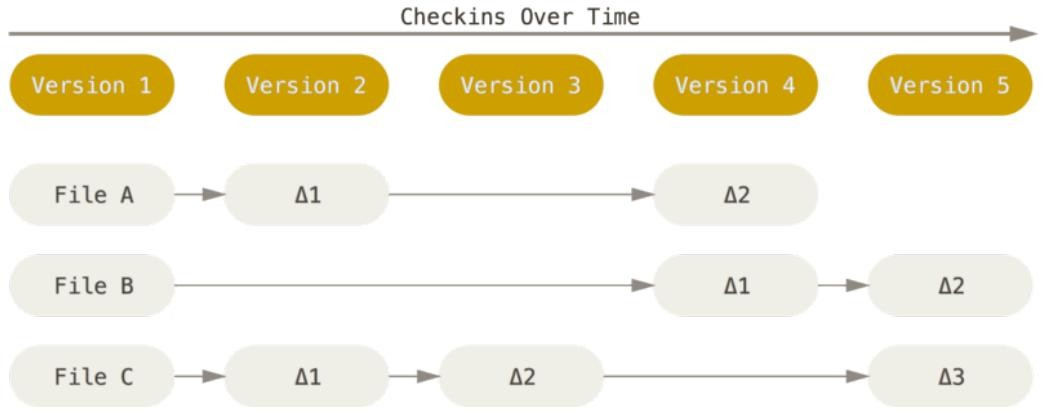 Checkins Over Time
Version 1 Version 2 Version 3 Version 4 Version 5
File A Δ1 Δ2
File B Δ1 Δ2
File C Δ1 Δ2 Δ3